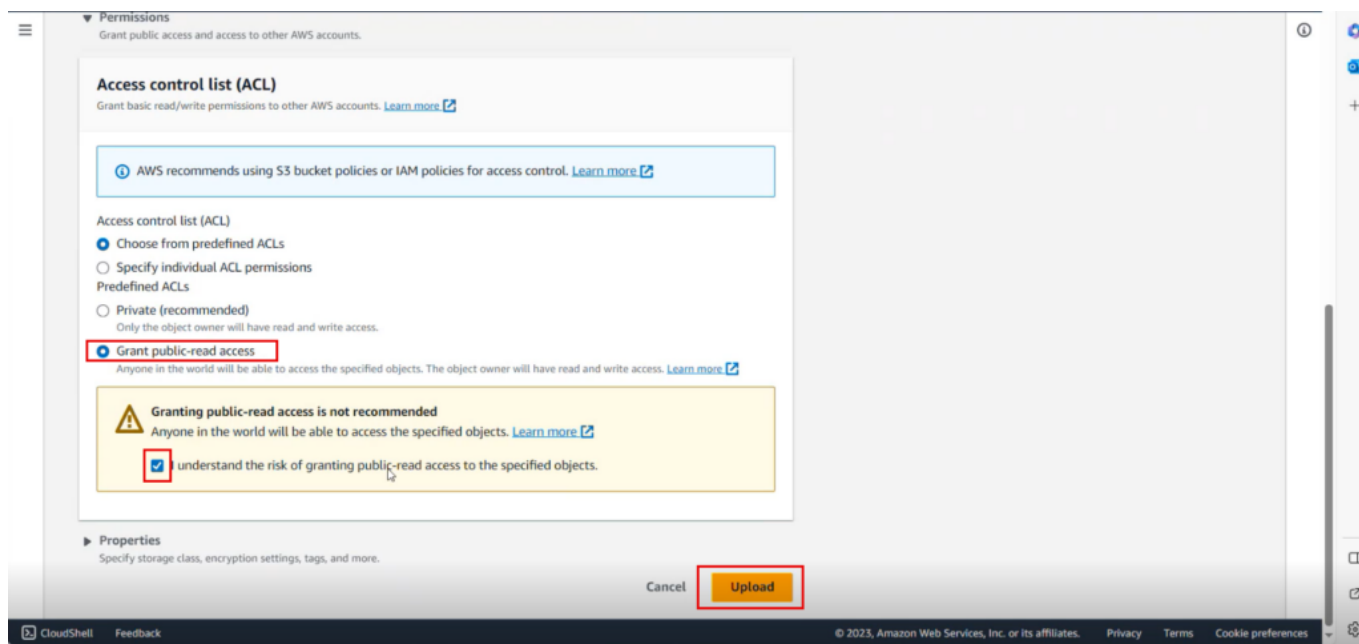 Permissions
Grant public access and access to other AWS accounts.
Access control list (ACL)
Grant basic read/write permissions to other AWS accounts. Learn more
AWS recommends using S3 bucket policies or IAM policies for access control. Learn more
Access control list (ACL)
Choose from predefined ACLs
Specify individual ACL permissions
Predefined ACLs
Private (recommended)
Only the object owner will have read and write access.
Grant public-read access
Anyone in the world will be able to access the specified objects. The object owner will have read and write access. Learn more
Granting public-read access is not recommended
Anyone in the world will be able to access the specified objects. Learn more
I understand the risk of granting public-read access to the specified objects.
Properties
Specify storage class, encryption settings, tags, and more.
Cancel Upload
CloudShell Feedback © 2023, Amazon Web Services, Inc. or its affiliates. Privacy Terms Cookie preferences